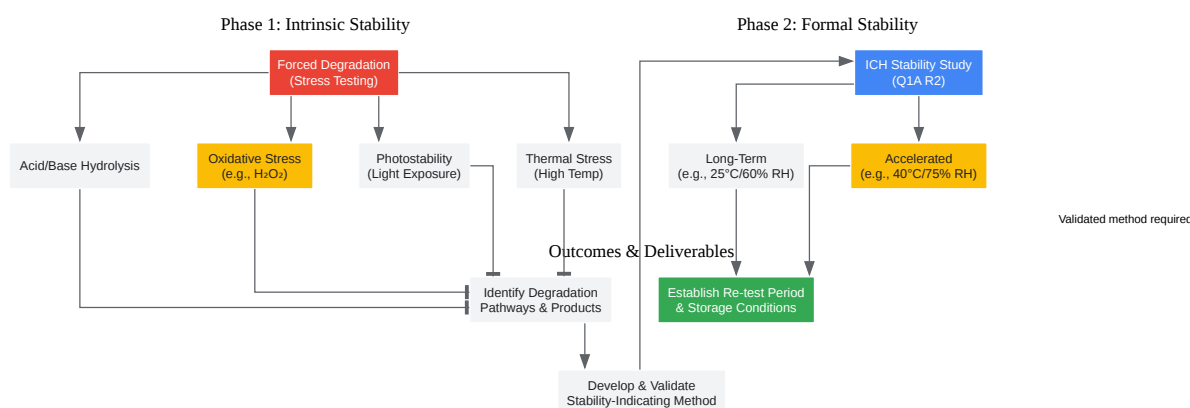 Phase 1: Intrinsic Stability
Phase 2: Formal Stability
Forced Degradation
(Stress Testing)
ICH Stability Study
(Q1A R2)
Acid/Base Hydrolysis
Oxidative Stress
(e.g., H₂O₂)
Photostability
(Light Exposure)
Thermal Stress
(High Temp)
Long-Term
(e.g., 25°C/60% RH)
Accelerated
(e.g., 40°C/75% RH)
Validated method required
Outcomes & Deliverables
Identify Degradation
Pathways & Products
Establish Re-test Period
& Storage Conditions
Develop & Validate
Stability-Indicating Method